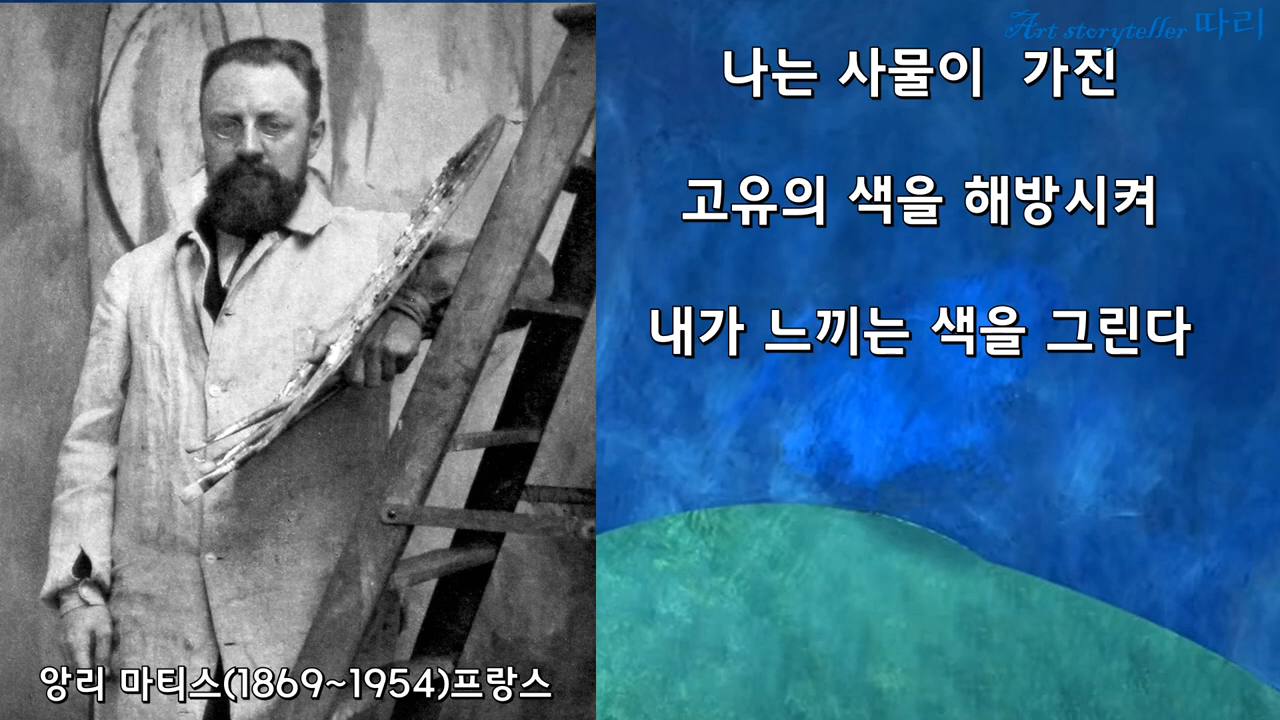 Art storyteller 따리
나는 사물이 가진
고유의 색을 해방시켜
내가 느끼는 색을 그린다
앙리 마티스(1869~1954)프랑스